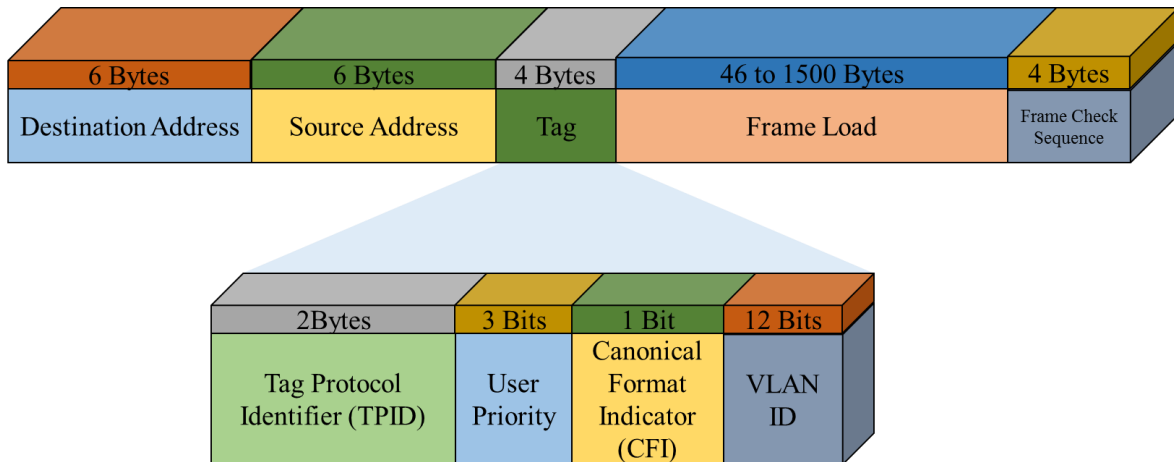 6 Bytes 6 Bytes 4 Bytes 46 to 1500 Bytes 4 Bytes
Destination Address Source Address Tag Frame Load Frame Check
Sequence
2Bytes 3 Bits 1 Bit 12 Bits
Tag Protocol
Identifier (TPID)
User
Priority
Canonical
Format
Indicator
(CFI)
VLAN
ID